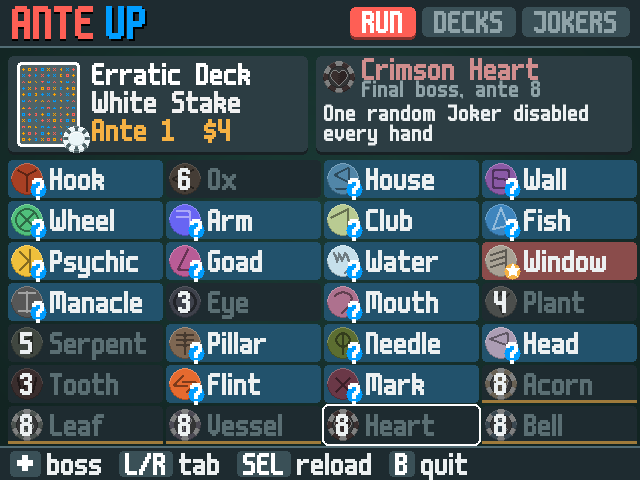 ANTE UP RUN DECKS JOKERS
Erratic Deck
White Stake
Ante 1 $4
Crimson Heart
Final boss, ante 8
One random Joker disabled
every hand
? Hook 6 Ox ? House ? Wall
? Wheel ? Arm ? Club ? Fish
? Psychic ? Goad ? Water Window
? Manacle 3 Eye ? Mouth 4 Plant
5 Serpent ? Pillar ? Needle ? Head
3 Tooth ? Flint ? Mark 8 Acorn
8 Leaf 8 Vessel 8 Heart 8 Bell
+ boss L/R tab SEL reload B quit